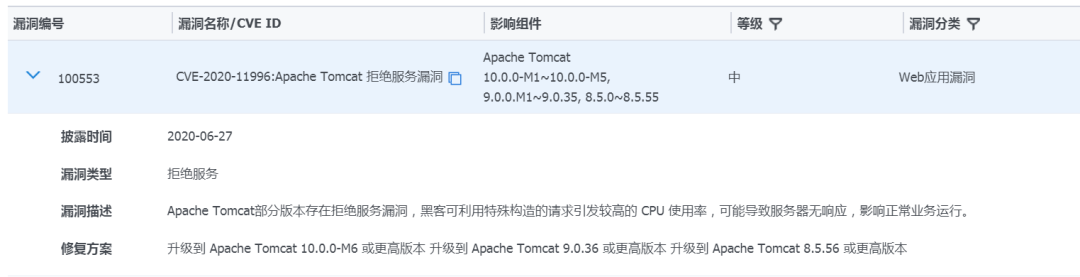 漏洞编号 漏洞名称/CVE ID 影响组件 等级 漏洞分类
100553 CVE-2020-11996:Apache Tomcat 拒绝服务漏洞 Apache Tomcat 10.0.0-M1~10.0.0-M5, 9.0.0.M1~9.0.35, 8.5.0~8.5.55 中 Web应用漏洞
披露时间 2020-06-27
漏洞类型 拒绝服务
漏洞描述 Apache Tomcat部分版本存在拒绝服务漏洞，黑客可利用特殊构造的请求引发较高的 CPU 使用率，可能导致服务器无响应，影响正常业务运行。
修复方案 升级到 Apache Tomcat 10.0.0-M6 或更高版本 升级到 Apache Tomcat 9.0.36 或更高版本 升级到 Apache Tomcat 8.5.56 或更高版本